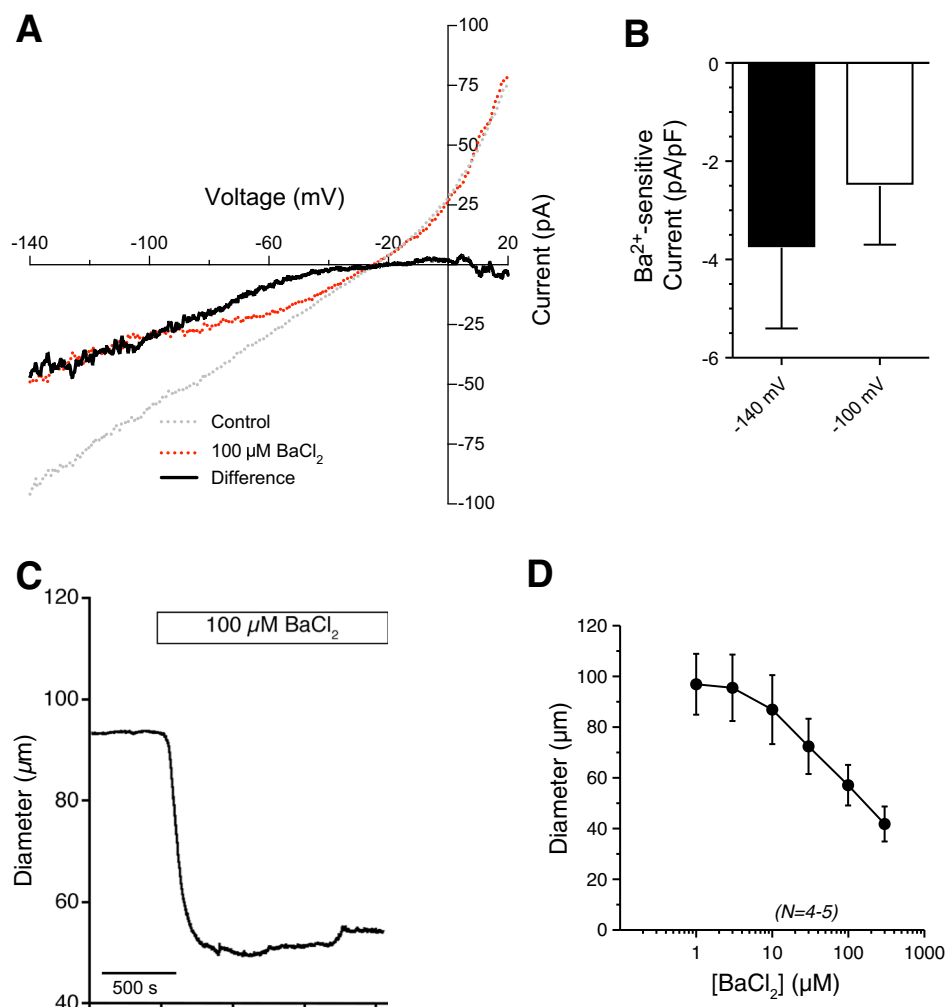 A
Voltage (mV)
-140
-100
-60
-20
20
100
75
50
25
-25
-50
-75
-100
Current (pA)
Control
100 µM BaCl₂
Difference
B
0
-2
-4
-6
Ba²⁺-sensitive
Current (pA/pF)
-140 mV
-100 mV
C
120
100
80
60
40
Diameter (µm)
100 µM BaCl₂
500 s
D
120
100
80
60
40
20
0
Diameter (µm)
(N=4-5)
1
10
100
1000
[BaCl₂] (µM)